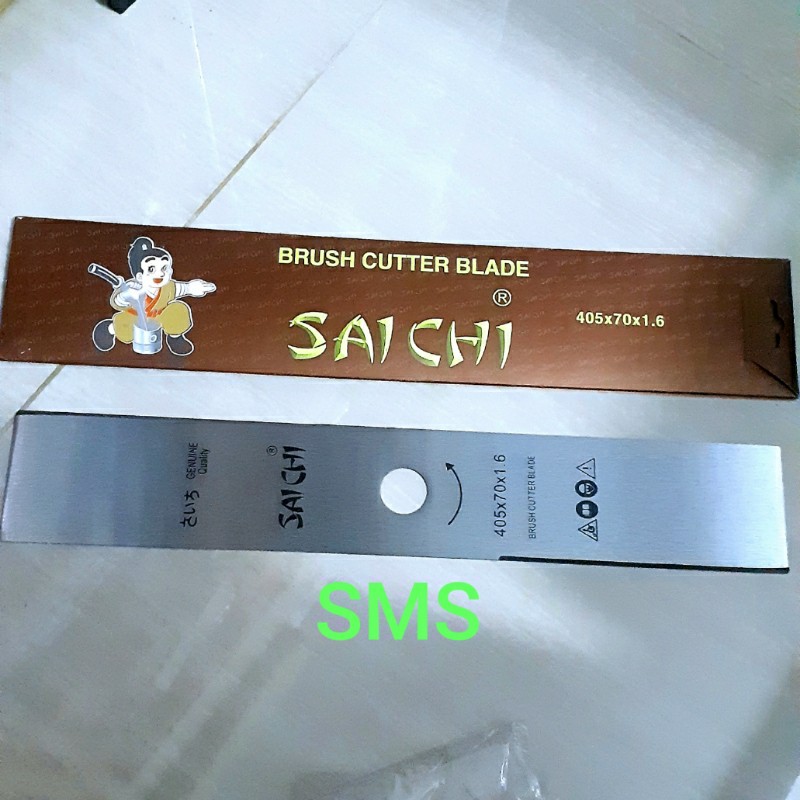 BRUSH CUTTER BLADE
SAICHI ®
405x70x1.6
さいち
GENUINE
Quality
SAICHI ®
405x70x1.6
BRUSH CUTTER BLADE
SMS